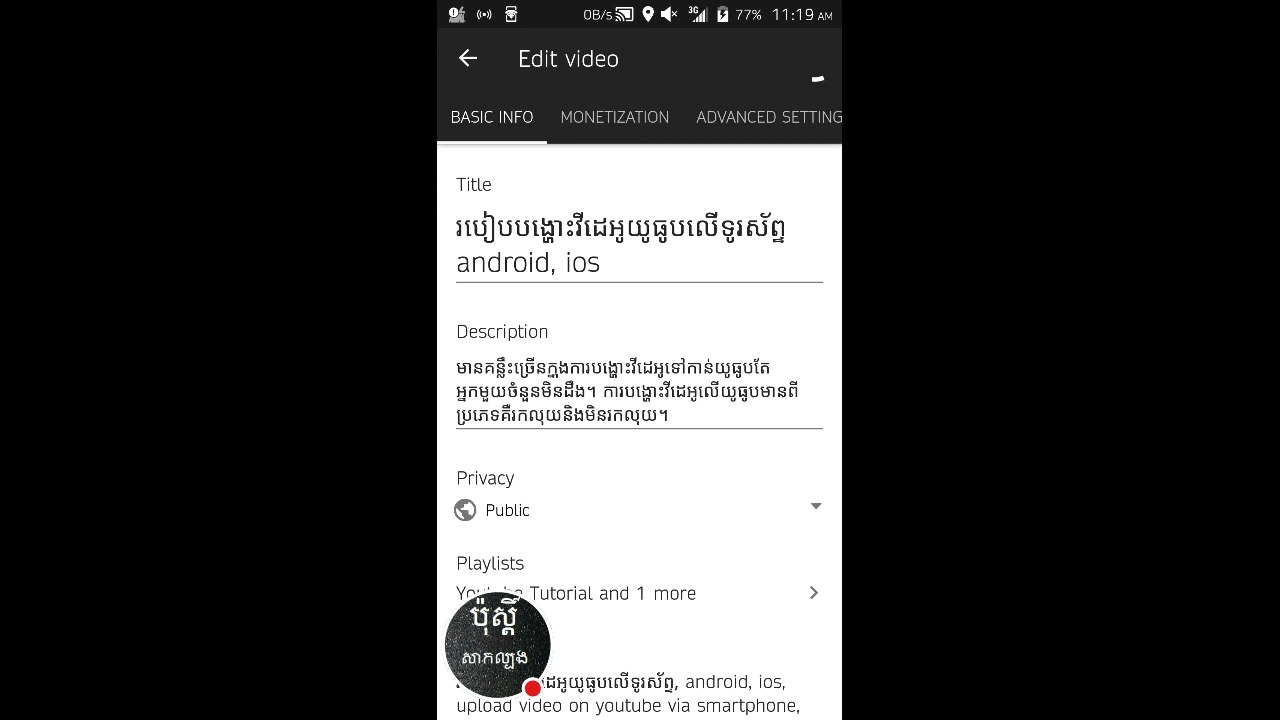 0B/s 3G 77% 11:19 AM
Edit video
BASIC INFO MONETIZATION ADVANCED SETTING
Title
របៀបបង្ហោះវីដេអូយូធូបលើទូរស័ព្ទ
android, ios
Description
មានគន្លឹះច្រើនក្នុងការបង្ហោះវីដេអូទៅកាន់យូធូបតែ
អ្នកមួយចំនួនមិនដឹង។ ការបង្ហោះវីដេអូលើយូធូបមានពី
ប្រភេទគឺរកលុយនិងមិនរកលុយ។
Privacy
Public
Playlists
Youtube Tutorial and 1 more
ប៉ុស្តិ៍
សាកល្បង
ដេអូយូធូបលើទូរស័ព្ទ, android, ios,
upload video on youtube via smartphone,